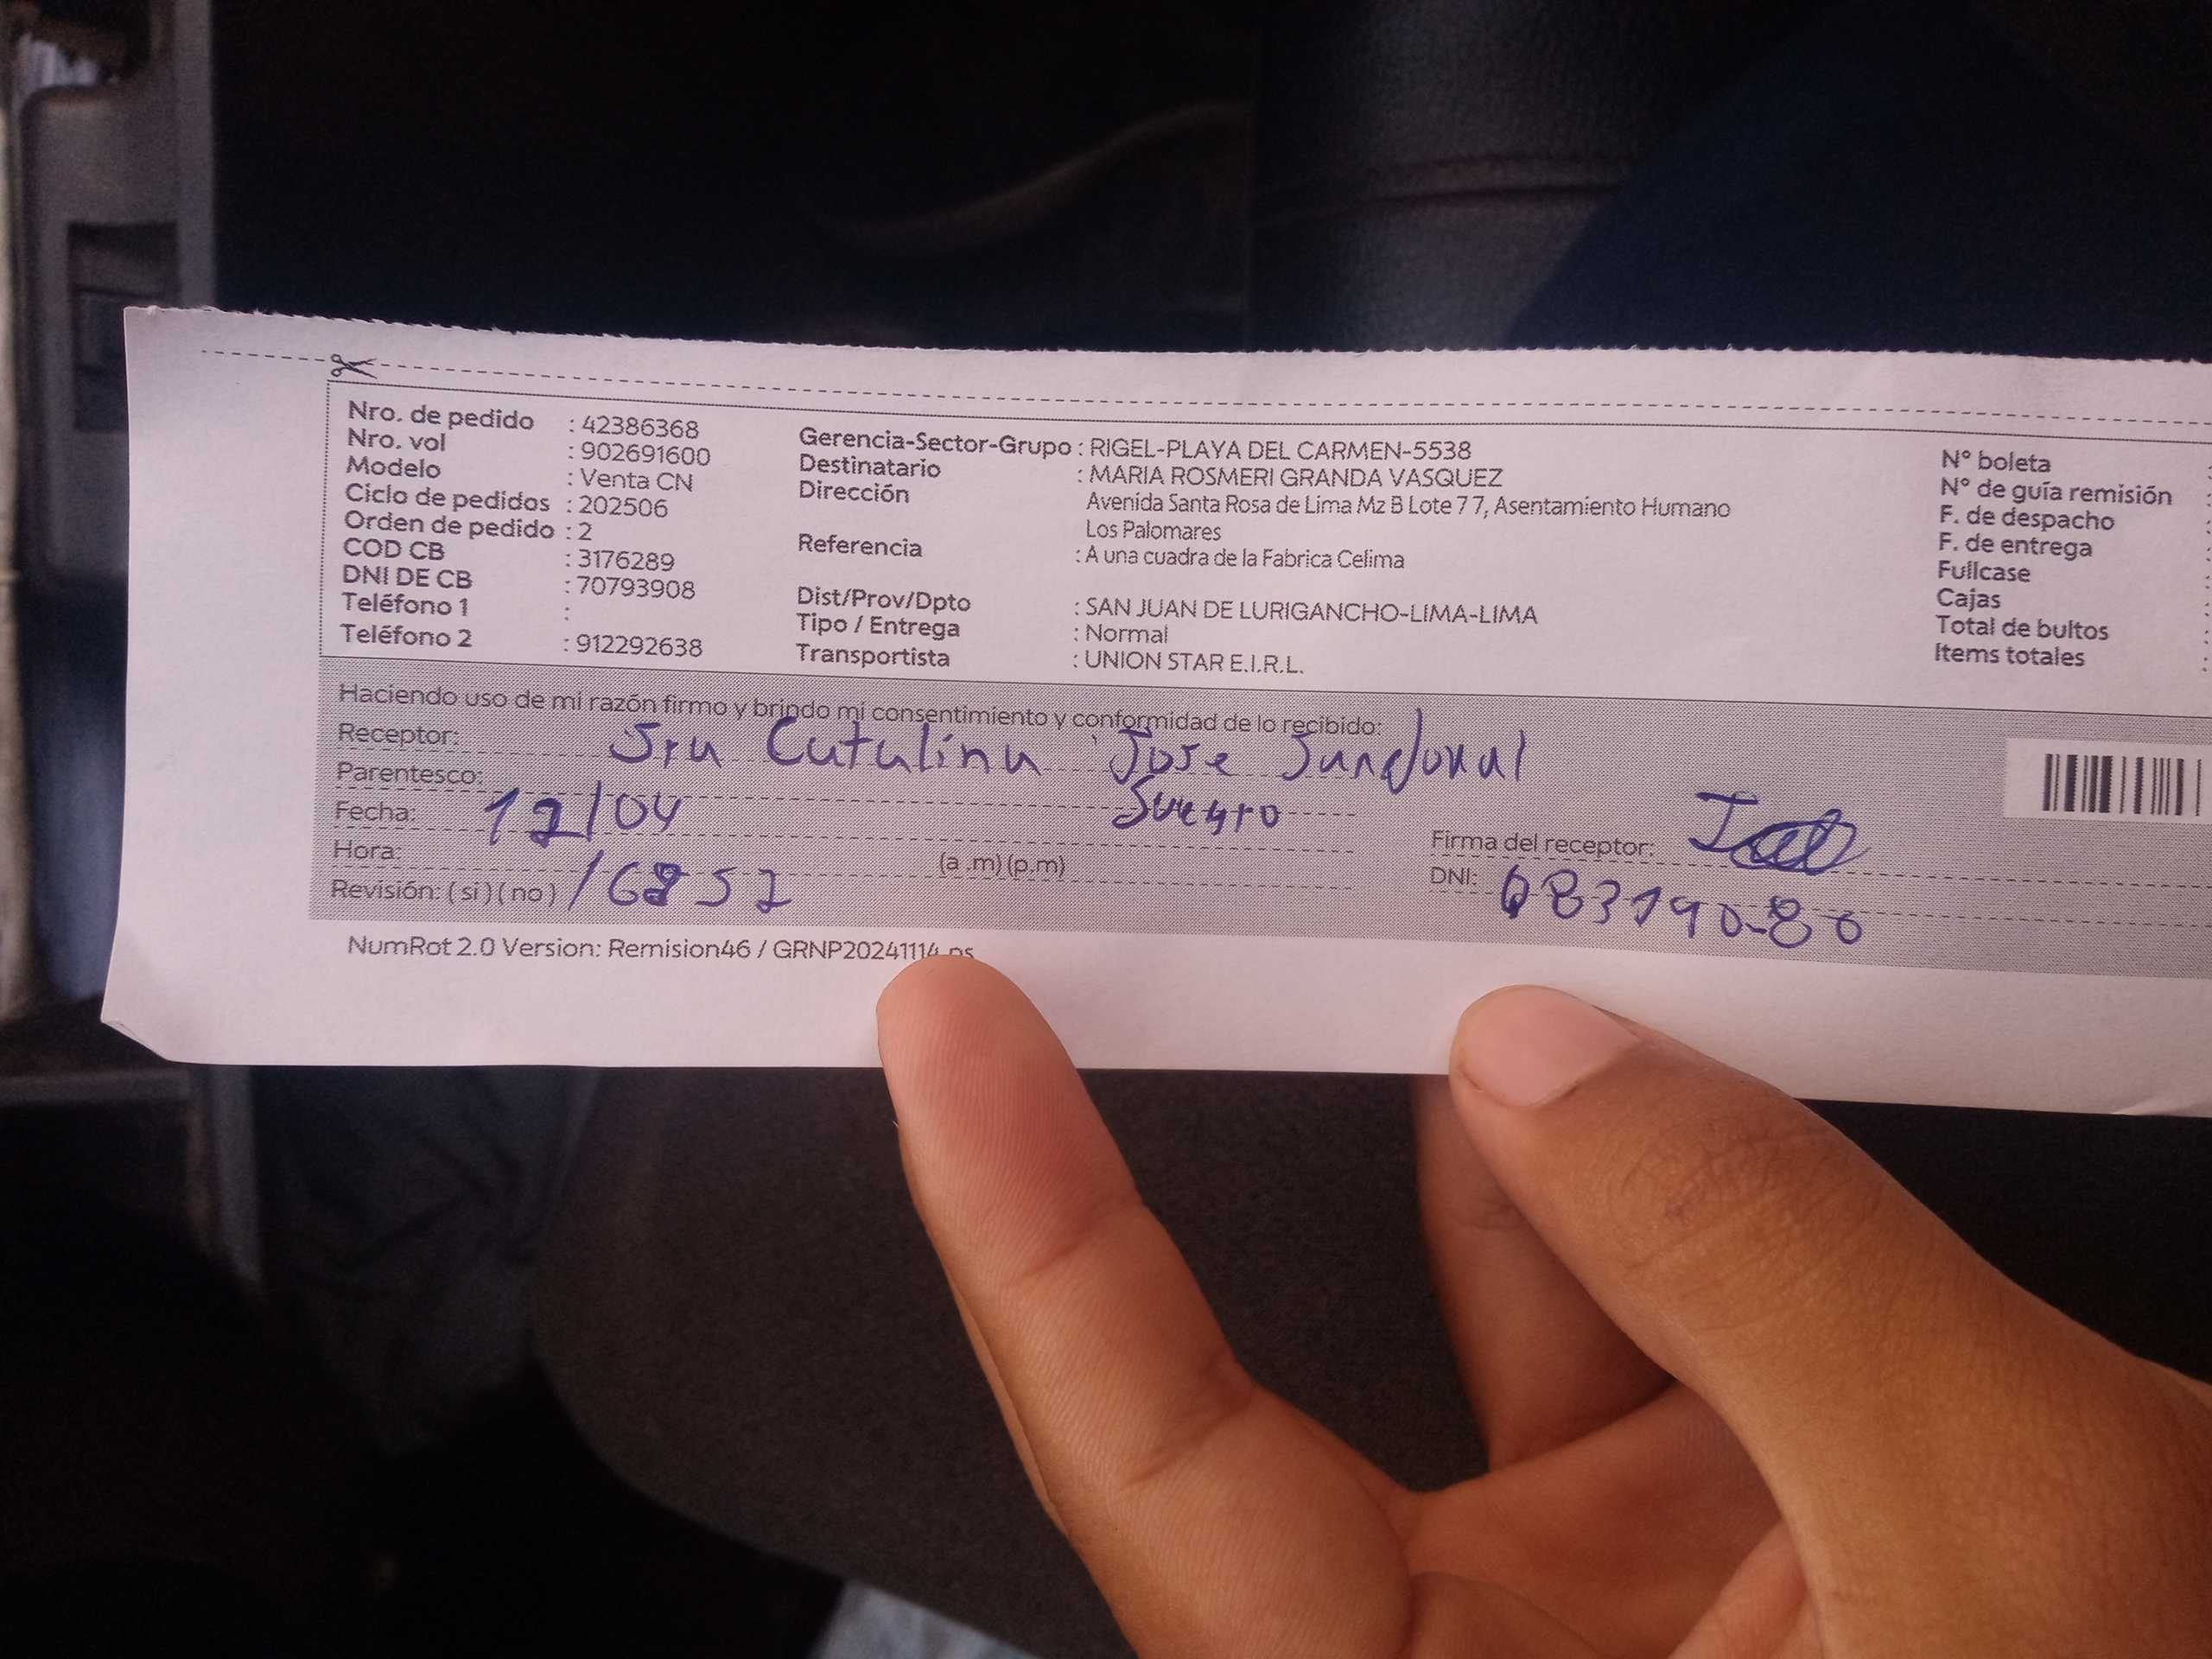 Nro. de pedido : 42386368
Nro. vol : 902691600
Modelo : Venta CN
Ciclo de pedidos : 202506
Orden de pedido : 2
COD CB : 3176289
DNI DE CB : 70793908
Teléfono 1 :
Teléfono 2 : 912292638
Gerencia-Sector-Grupo : RIGEL-PLAYA DEL CARMEN-5538
Destinatario : MARIA ROSMERI GRANDA VASQUEZ
Dirección Avenida Santa Rosa de Lima Mz B Lote 7 7, Asentamiento Humano
Los Palomares
Referencia : A una cuadra de la Fabrica Celima
Dist/Prov/Dpto : SAN JUAN DE LURIGANCHO-LIMA-LIMA
Tipo / Entrega : Normal
Transportista : UNION STAR E.I.R.L.
N° boleta :
N° de guía remisión :
F. de despacho :
F. de entrega :
Fullcase :
Cajas :
Total de bultos :
Items totales :
Haciendo uso de mi razón firmo y brindo mi consentimiento y conformidad de lo recibido:
Receptor: Sra Catalina Jose Sandoval
Parentesco: Suegro
Fecha: 12/04
Hora: (a .m) (p.m)
Revisión: ( si ) ( no )
Firma del receptor:
DNI: 083190-80
NumRot 2.0 Version: Remision46 / GRNP20241114.ps